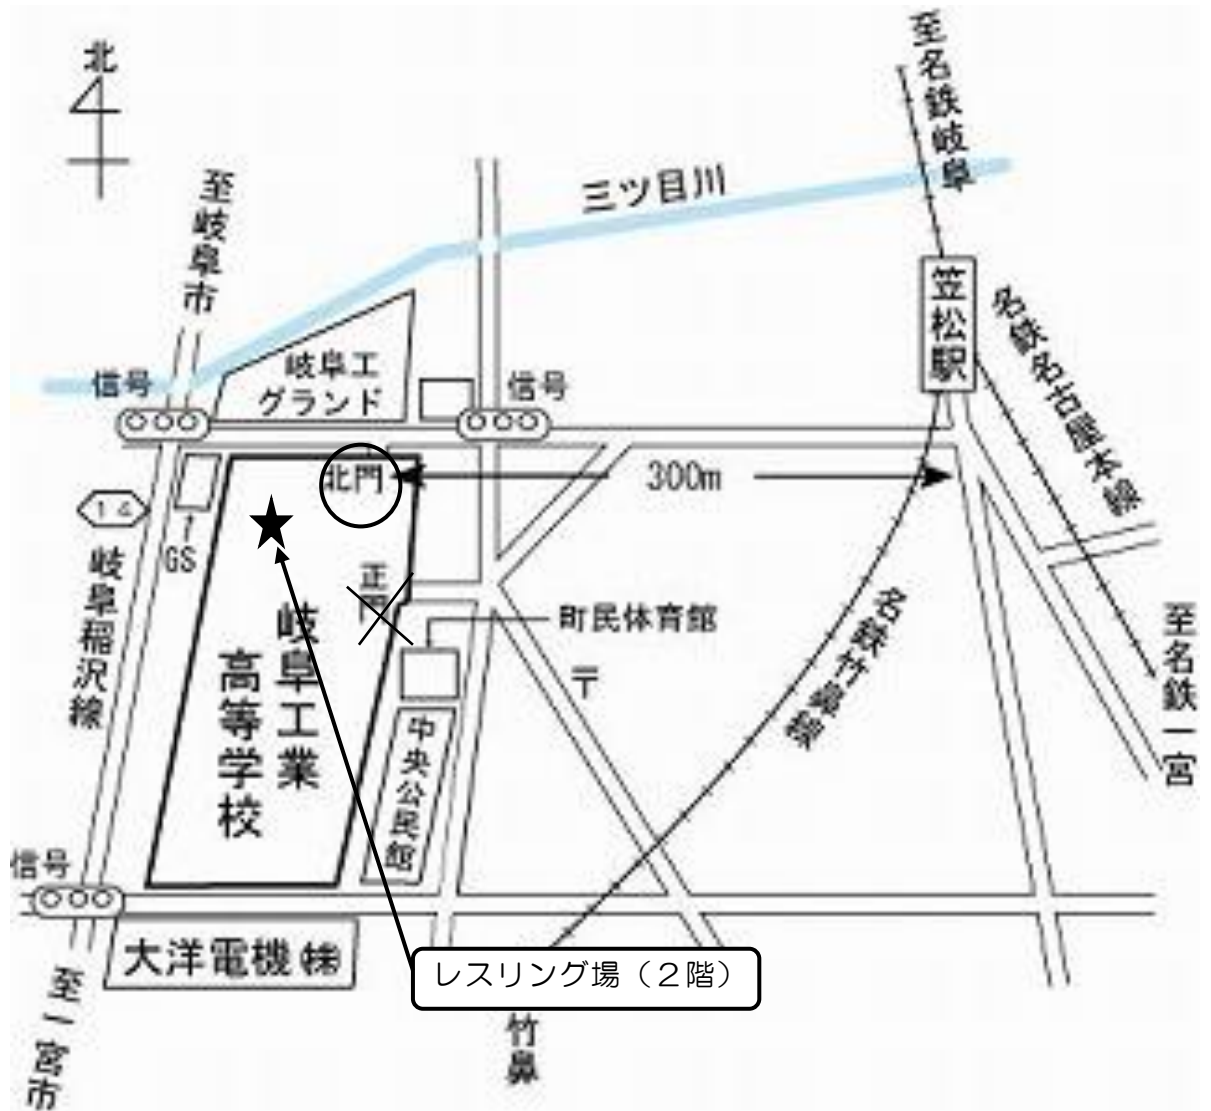 北
至名鉄岐阜
三ツ目川
至岐阜市
笠松駅
名鉄名古屋本線
信号
岐阜工
グランド
信号
北門
300m
14
GS
正門
岐阜稲沢線
町民体育館
〒
名鉄竹鼻線
至名鉄一宮
岐阜工業
高等学校
中央公民館
信号
大洋電機㈱
レスリング場（２階）
至一宮市
竹鼻